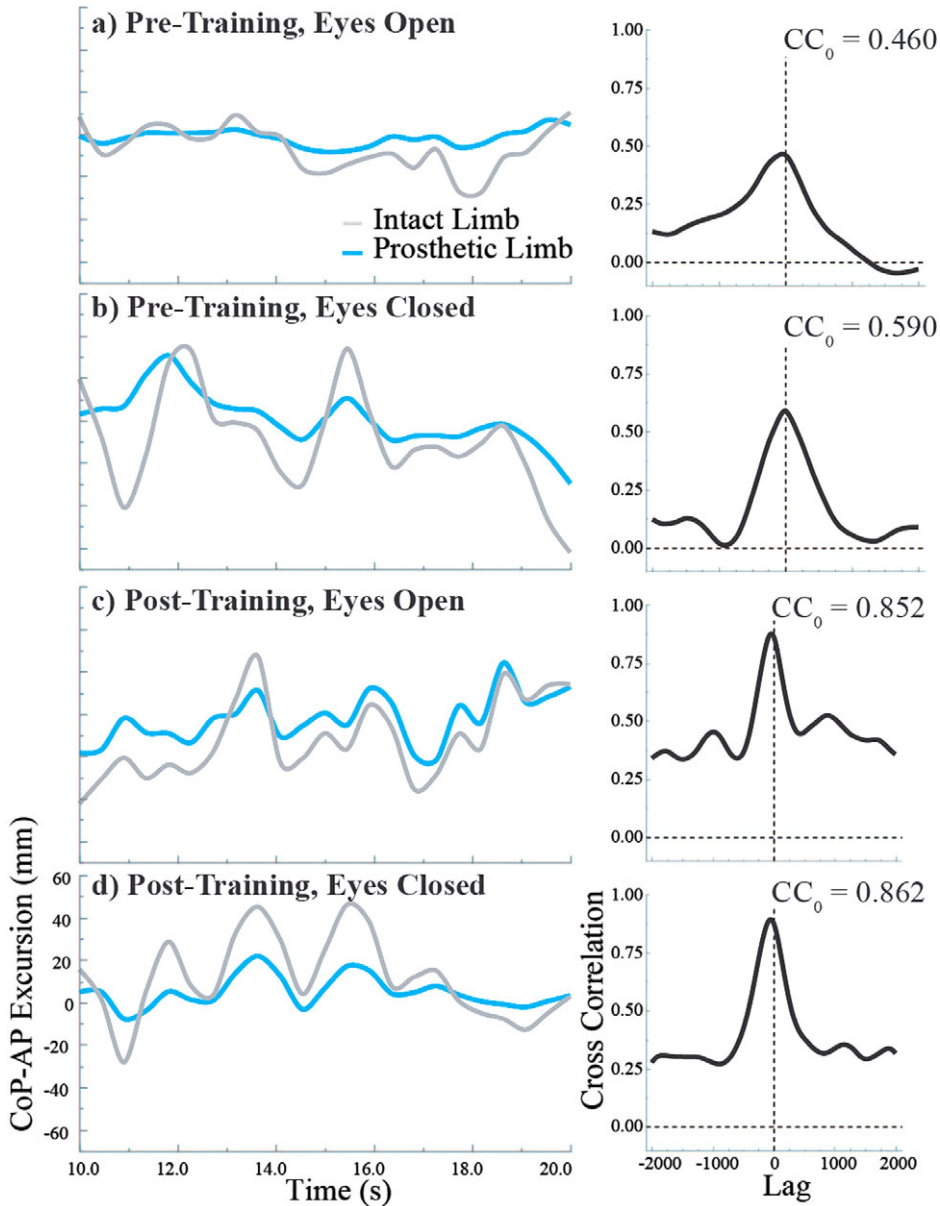 a) Pre-Training, Eyes Open
Intact Limb
Prosthetic Limb
1.00
CC0 = 0.460
0.75
0.50
0.25
0.00
b) Pre-Training, Eyes Closed
1.00
CC0 = 0.590
0.75
0.50
0.25
0.00
c) Post-Training, Eyes Open
1.00
CC0 = 0.852
0.75
0.50
0.25
0.00
d) Post-Training, Eyes Closed
CoP-AP Excursion (mm)
60
40
20
0
-20
-40
-60
10.0 12.0 14.0 16.0 18.0 20.0
Time (s)
Cross Correlation
1.00
CC0 = 0.862
0.75
0.50
0.25
0.00
-2000 -1000 0 1000 2000
Lag